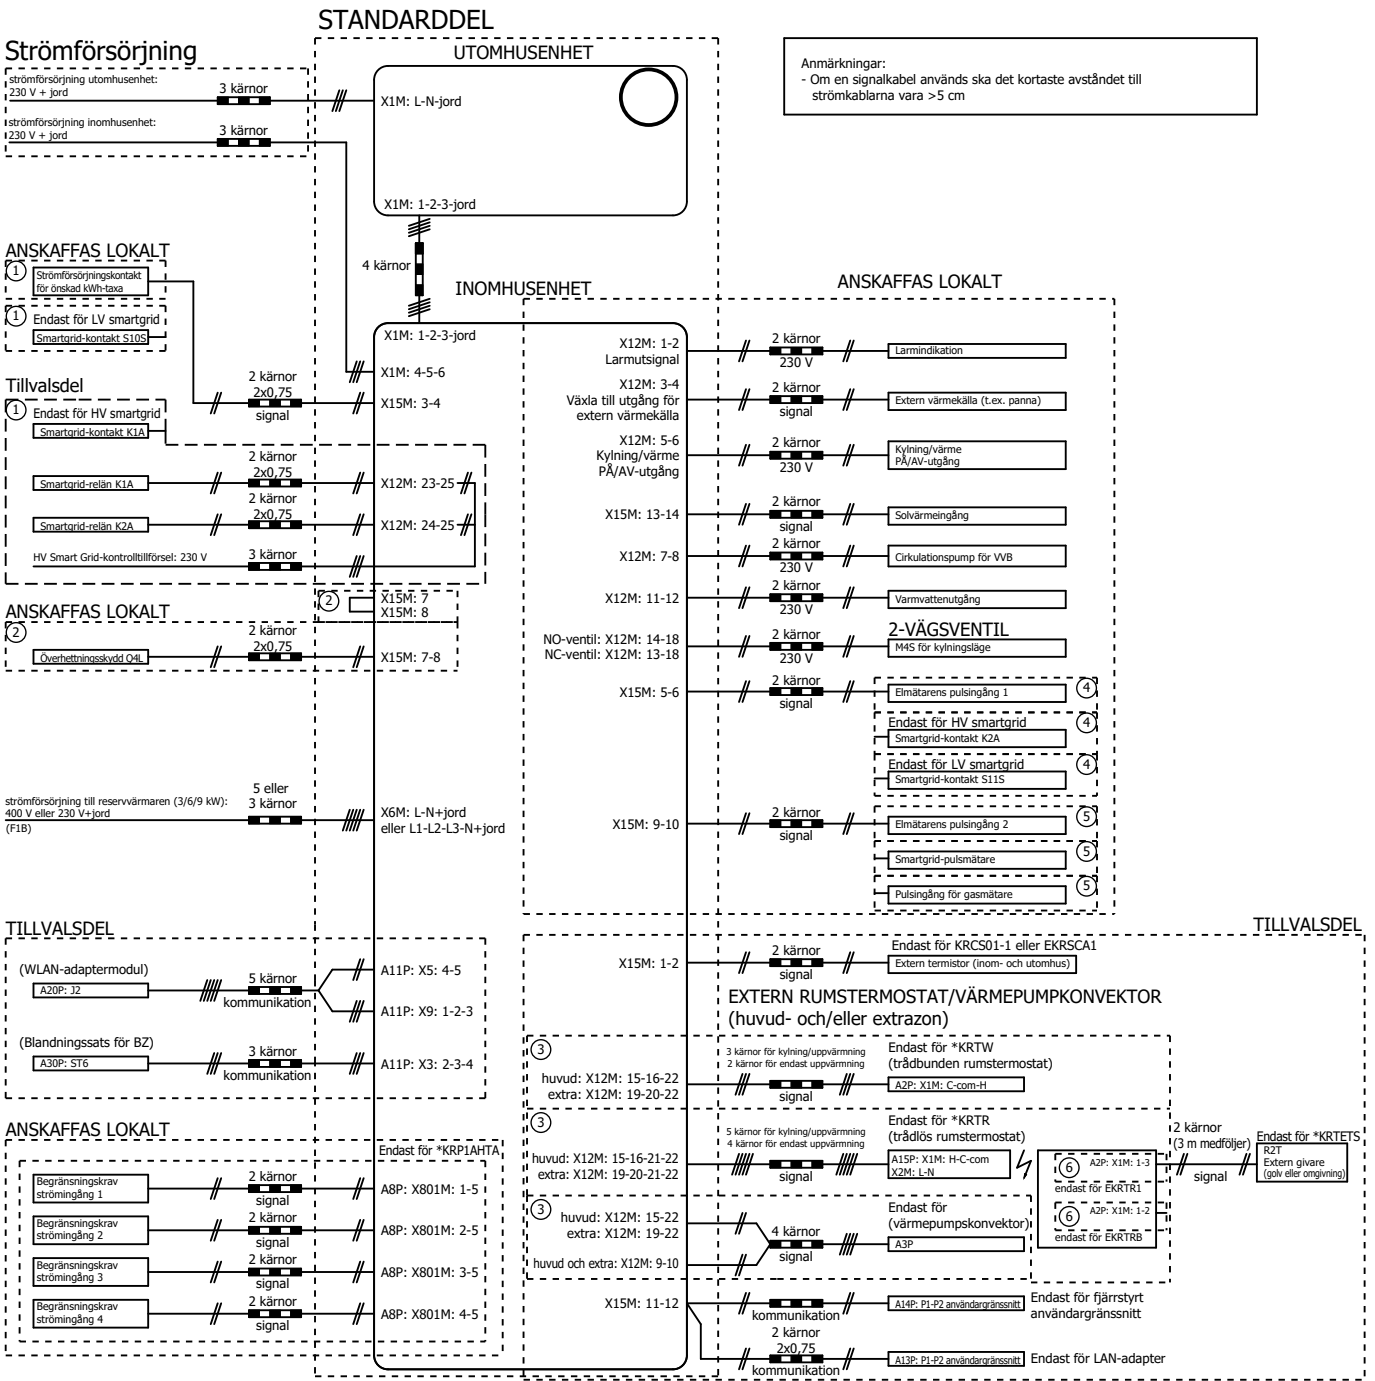 STANDARDDEL
Strömförsörjning
strömförsörjning utomhusenhet:
230 V + jord
3 kärnor
strömförsörjning inomhusenhet:
230 V + jord
3 kärnor
UTOMHUSENHET
X1M: L-N-jord
X1M: 1-2-3-jord
4 kärnor
Anmärkningar:
- Om en signalkabel används ska det kortaste avståndet till
strömkablarna vara >5 cm
ANSKAFFAS LOKALT
1
Strömförsörjningskontakt
för önskad kWh-taxa
1
Endast för LV smartgrid
Smartgrid-kontakt S10S
2 kärnor
2x0,75
signal
Tillvalsdel
1
Endast för HV smartgrid
Smartgrid-kontakt K1A
Smartgrid-relän K1A
2 kärnor
2x0,75
Smartgrid-relän K2A
2 kärnor
2x0,75
HV Smart Grid-kontrolltillförsel: 230 V
3 kärnor
ANSKAFFAS LOKALT
2
Överhettningsskydd Q4L
2 kärnor
2x0,75
strömförsörjning till reservvärmaren (3/6/9 kW):
400 V eller 230 V+jord
(F1B)
5 eller
3 kärnor
TILLVALSDEL
(WLAN-adaptermodul)
A20P: J2
5 kärnor
kommunikation
(Blandningssats för BZ)
A30P: ST6
3 kärnor
kommunikation
ANSKAFFAS LOKALT
Endast för *KRP1AHTA
Begränsningskrav
strömingång 1
2 kärnor
signal
A8P: X801M: 1-5
Begränsningskrav
strömingång 2
2 kärnor
signal
A8P: X801M: 2-5
Begränsningskrav
strömingång 3
2 kärnor
signal
A8P: X801M: 3-5
Begränsningskrav
strömingång 4
2 kärnor
signal
A8P: X801M: 4-5
INOMHUSENHET
X1M: 1-2-3-jord
X1M: 4-5-6
X15M: 3-4
X12M: 23-25
X12M: 24-25
2
X15M: 7
X15M: 8
X15M: 7-8
X6M: L-N+jord
eller L1-L2-L3-N+jord
A11P: X5: 4-5
A11P: X9: 1-2-3
A11P: X3: 2-3-4
ANSKAFFAS LOKALT
X12M: 1-2
Larmutsignal
2 kärnor
230 V
Larmindikation
X12M: 3-4
Växla till utgång för
extern värmekälla
2 kärnor
signal
Extern värmekälla (t.ex. panna)
X12M: 5-6
Kylning/värme
PÅ/AV-utgång
2 kärnor
230 V
Kylning/värme
PÅ/AV-utgång
X15M: 13-14
2 kärnor
signal
Solvärmeingång
X12M: 7-8
2 kärnor
230 V
Cirkulationspump för VVB
X12M: 11-12
2 kärnor
230 V
Varmvattenutgång
NO-ventil: X12M: 14-18
NC-ventil: X12M: 13-18
2 kärnor
230 V
2-VÄGSVENTIL
M4S för kylningsläge
X15M: 5-6
2 kärnor
signal
Elmätarens pulsingång 1
4
Endast för HV smartgrid
4
Smartgrid-kontakt K2A
Endast för LV smartgrid
4
Smartgrid-kontakt S11S
X15M: 9-10
2 kärnor
signal
Elmätarens pulsingång 2
5
Smartgrid-pulsmätare
5
Pulsingång för gasmätare
5
TILLVALSDEL
X15M: 1-2
2 kärnor
signal
Endast för KRCS01-1 eller EKRSCA1
Extern termistor (inom- och utomhus)
EXTERN RUMSTERMOSTAT/VÄRMEPUMPKONVEKTOR
(huvud- och/eller extrazon)
3
huvud: X12M: 15-16-22
extra: X12M: 19-20-22
3 kärnor för kylning/uppvärmning
2 kärnor för endast uppvärmning
signal
Endast för *KRTW
(trådbunden rumstermostat)
A2P: X1M: C-com-H
3
huvud: X12M: 15-16-21-22
extra: X12M: 19-20-21-22
5 kärnor för kylning/uppvärmning
4 kärnor för endast uppvärmning
signal
Endast för *KRTR
(trådlös rumstermostat)
A15P: X1M: H-C-com
X2M: L-N
6
A2P: X1M: 1-3
endast för EKRTR1
6
A2P: X1M: 1-2
endast för EKRTRB
2 kärnor
(3 m medföljer)
signal
Endast för *KRTETS
R2T
Extern givare
(golv eller omgivning)
3
huvud: X12M: 15-22
extra: X12M: 19-22
huvud och extra: X12M: 9-10
4 kärnor
signal
Endast för
(värmepumpskonvektor)
A3P
X15M: 11-12
kommunikation
A14P: P1-P2 användargränssnitt
Endast för fjärrstyrt
användargränssnitt
2 kärnor
2x0,75
kommunikation
A13P: P1-P2 användargränssnitt
Endast för LAN-adapter